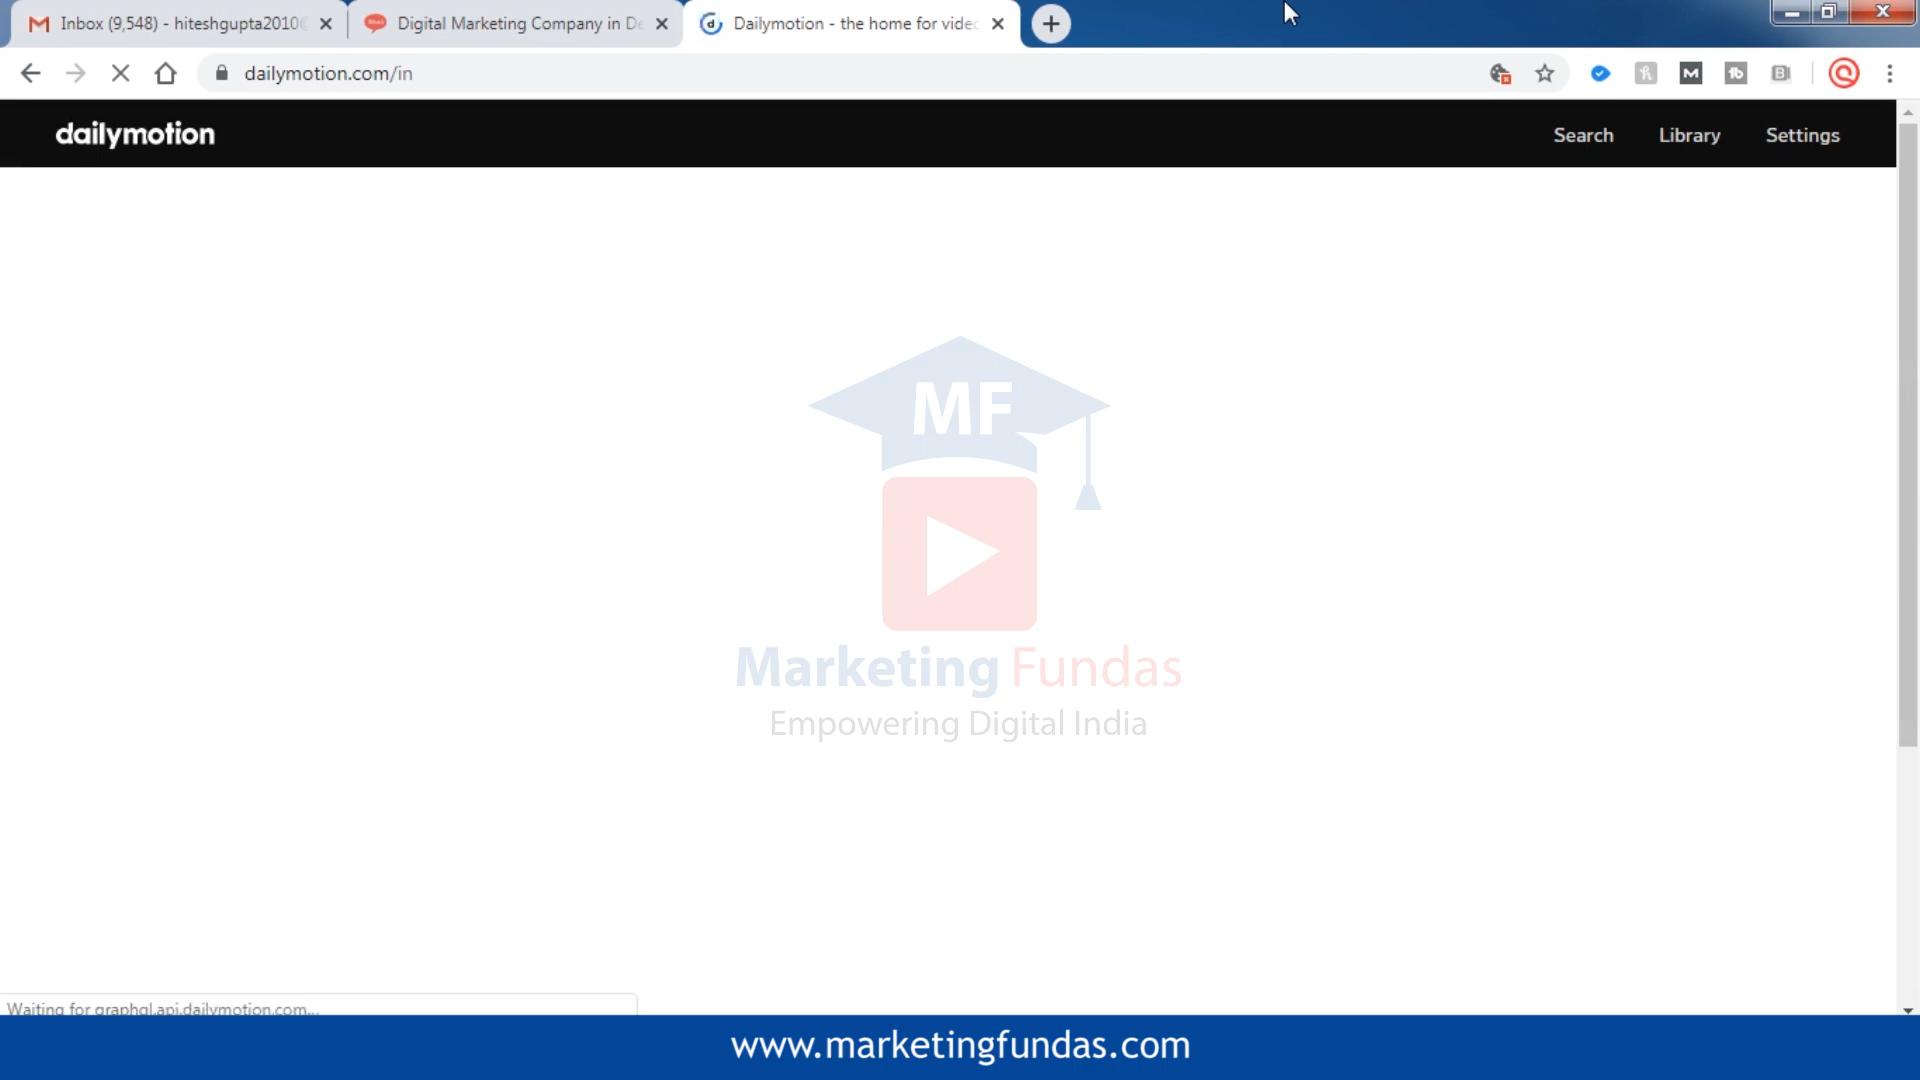 Inbox (9,548) - hiteshgupta2010
Digital Marketing Company in De
Dailymotion - the home for vide
dailymotion.com/in
dailymotion
Search
Library
Settings
MF
Marketing Fundas
Empowering Digital India
Waiting for graphql.api.dailymotion.com...
www.marketingfundas.com